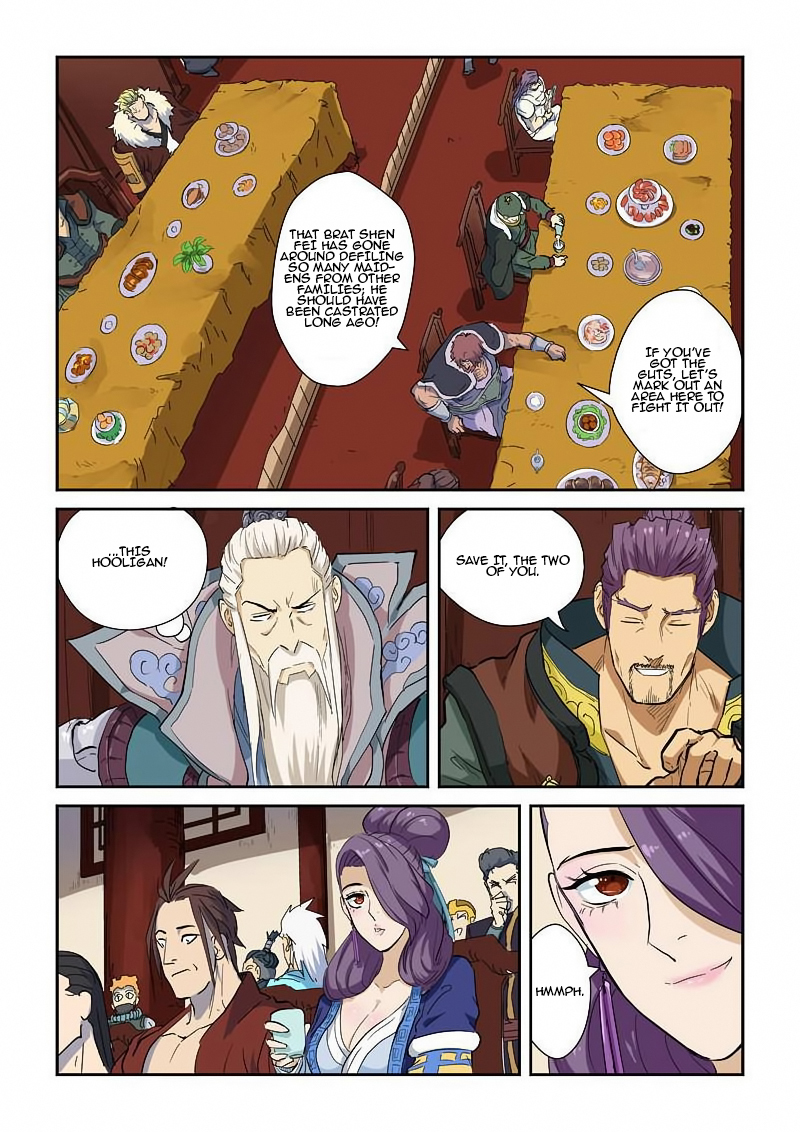 THAT BRAT SHEN
FEI HAS GONE
AROUND DEFILING
SO MANY MAID-
ENS FROM OTHER
FAMILIES; HE
SHOULD HAVE
BEEN CASTRATED
LONG AGO!
IF YOU'VE
GOT THE
GUTS, LET'S
MARK OUT AN
AREA HERE TO
FIGHT IT OUT!
...THIS
HOOLIGAN!
SAVE IT, THE TWO
OF YOU.
HMMPH.